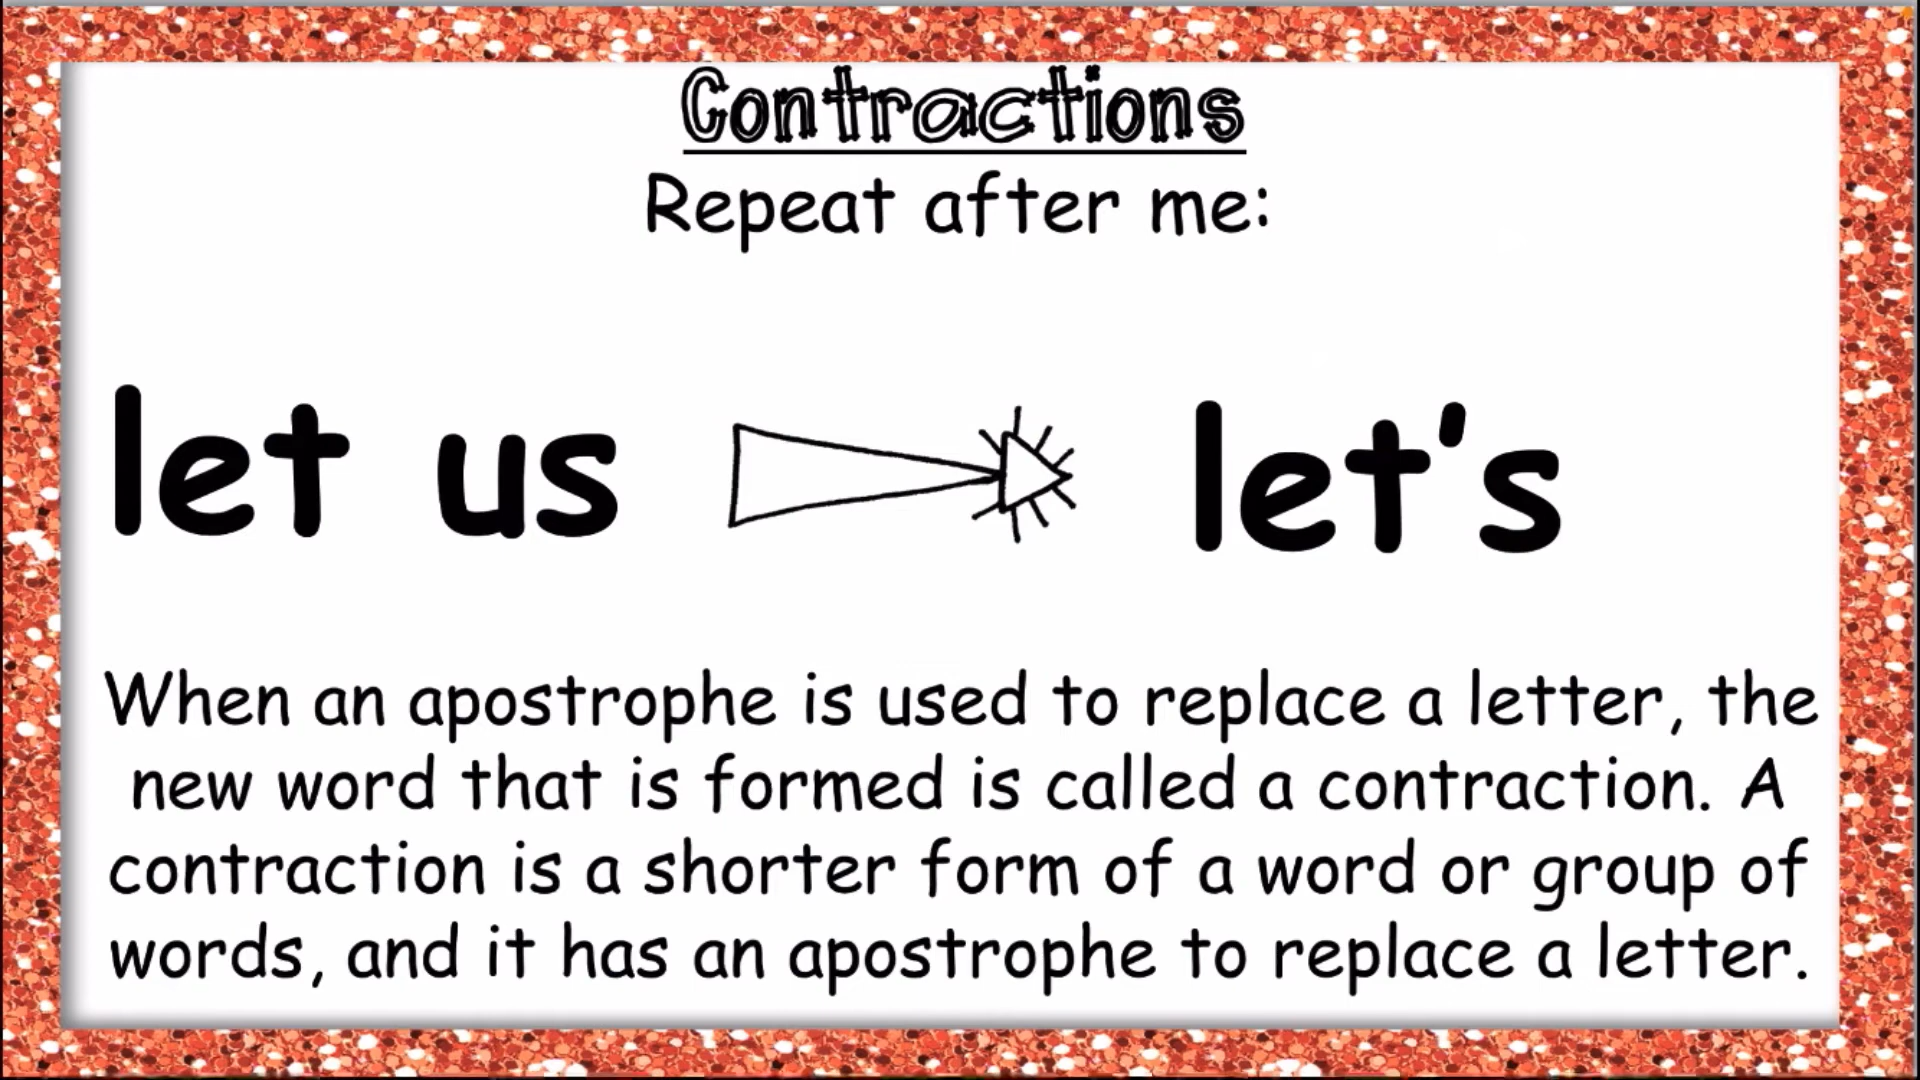 Contractions
Repeat after me:
let us let's
When an apostrophe is used to replace a letter, the
new word that is formed is called a contraction. A
contraction is a shorter form of a word or group of
words, and it has an apostrophe to replace a letter.